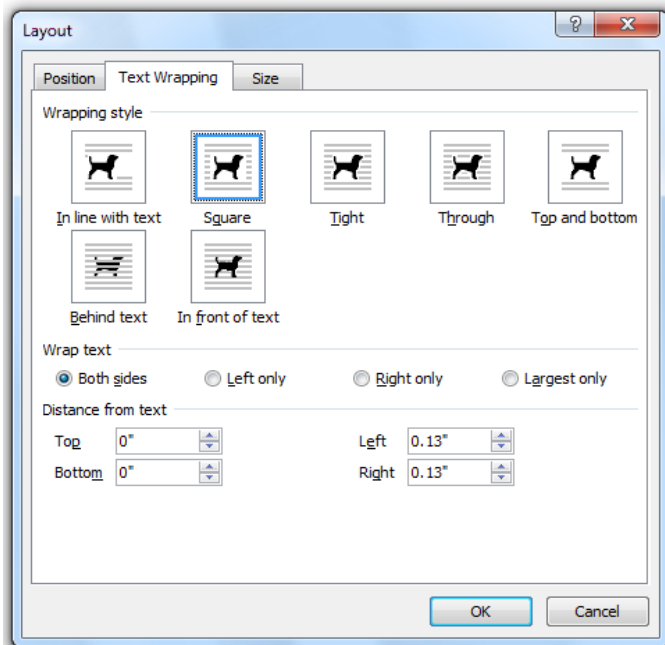 Layout
?
Position Text Wrapping Size
Wrapping style
In line with text Square Tight Through Top and bottom
Behind text In front of text
Wrap text
Both sides Left only Right only Largest only
Distance from text
Top 0" Left 0.13"
Bottom 0" Right 0.13"
OK Cancel